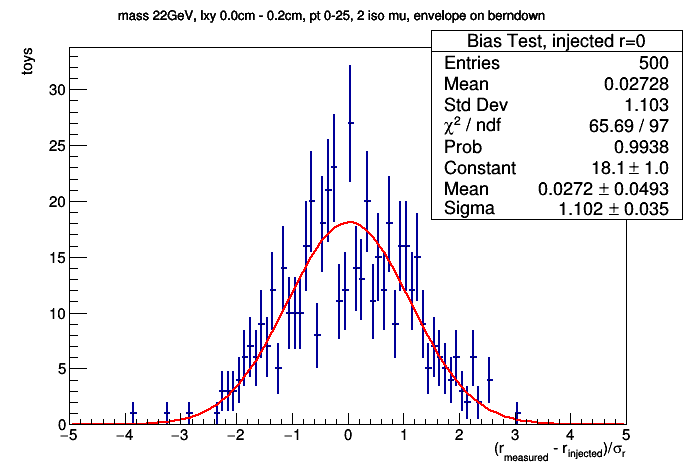 mass 22GeV, lxy 0.0cm - 0.2cm, pt 0-25, 2 iso mu, envelope on berndown
Bias Test, injected r=0
Entries 500
Mean 0.02728
Std Dev 1.103
χ² / ndf 65.69 / 97
Prob 0.9938
Constant 18.1 ± 1.0
Mean 0.0272 ± 0.0493
Sigma 1.102 ± 0.035
toys
30
25
20
15
10
5
0
−5 −4 −3 −2 −1 0 1 2 3 4 5
(r_measured - r_injected)/σ_r